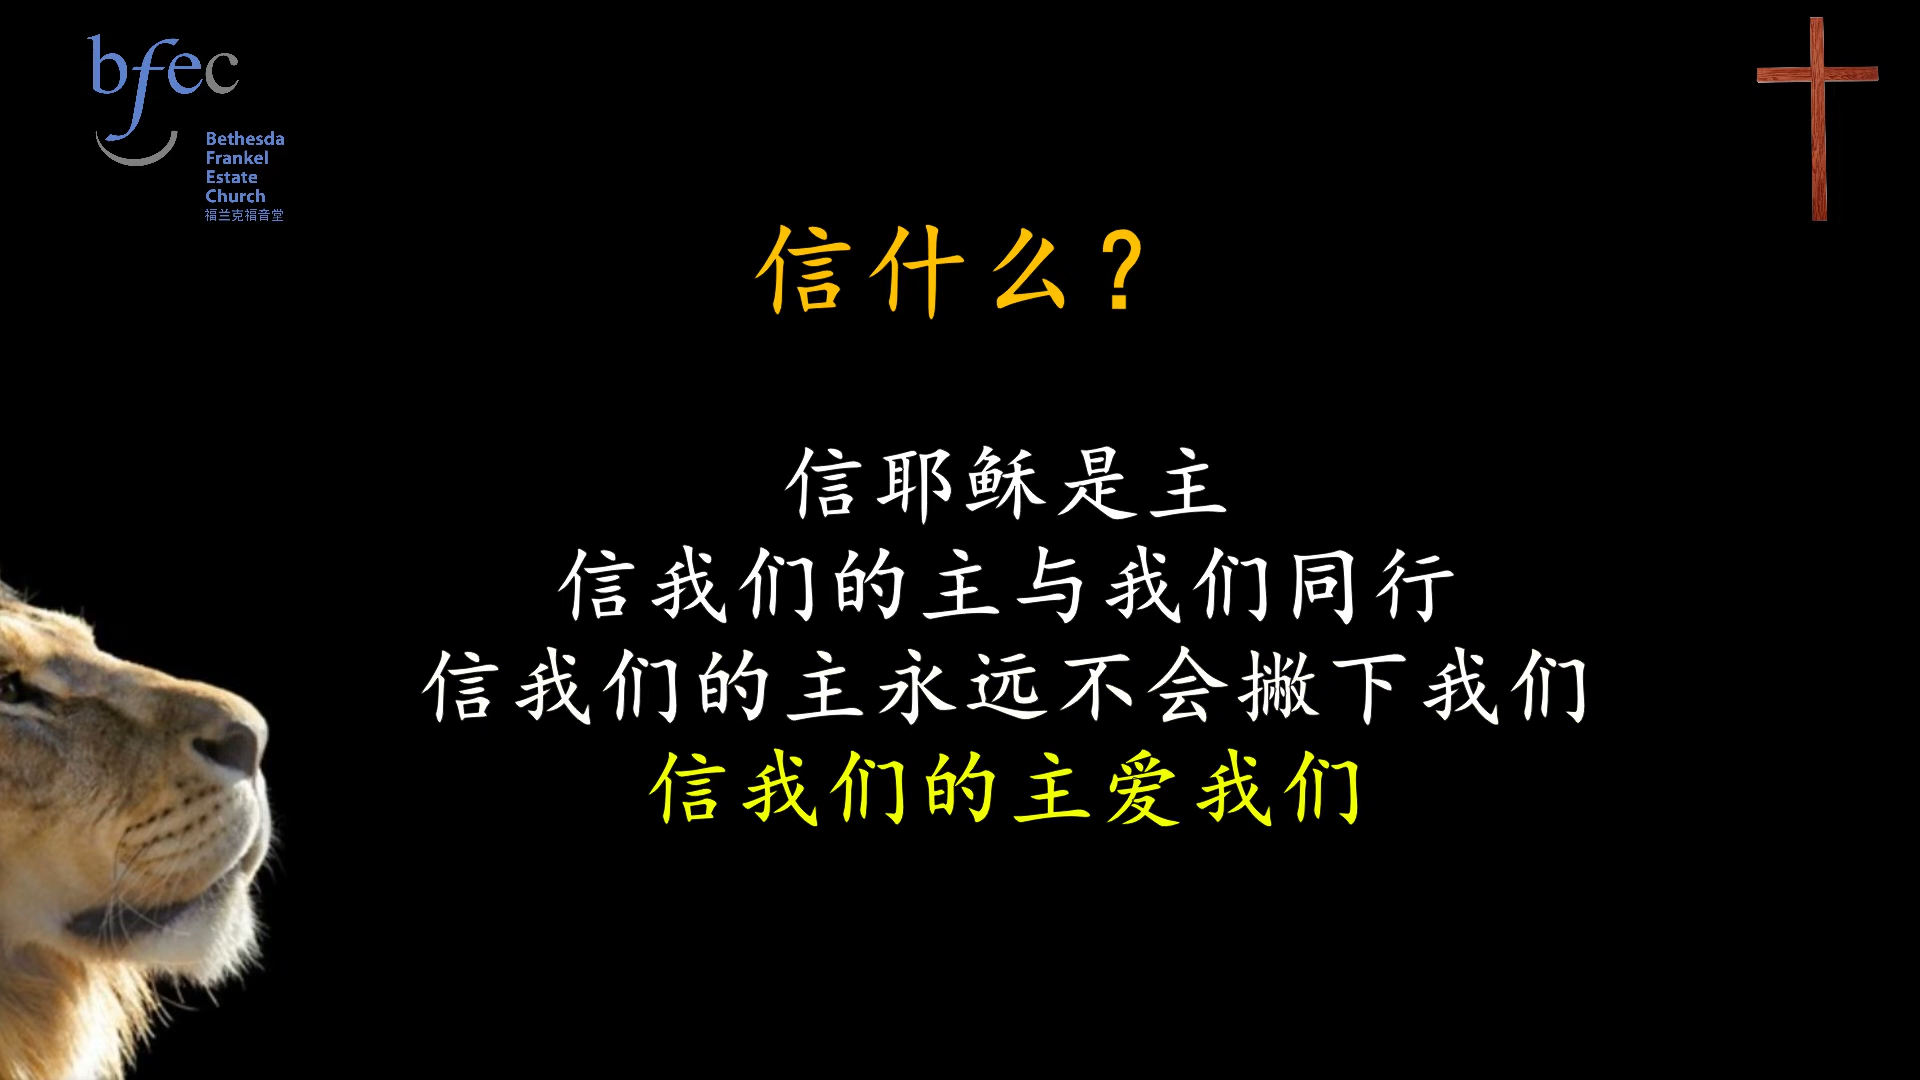 bfec
Bethesda
Frankel
Estate
Church
福兰克福音堂
信什么？
信耶稣是主
信我们的主与我们同行
信我们的主永远不会撇下我们
信我们的主爱我们